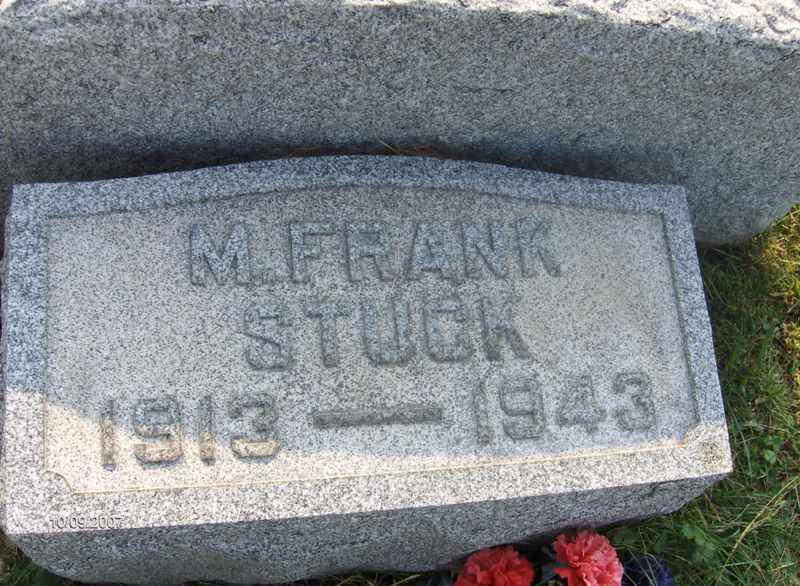 M. FRANK
STUCK
1913 — 1943
10/09.2007